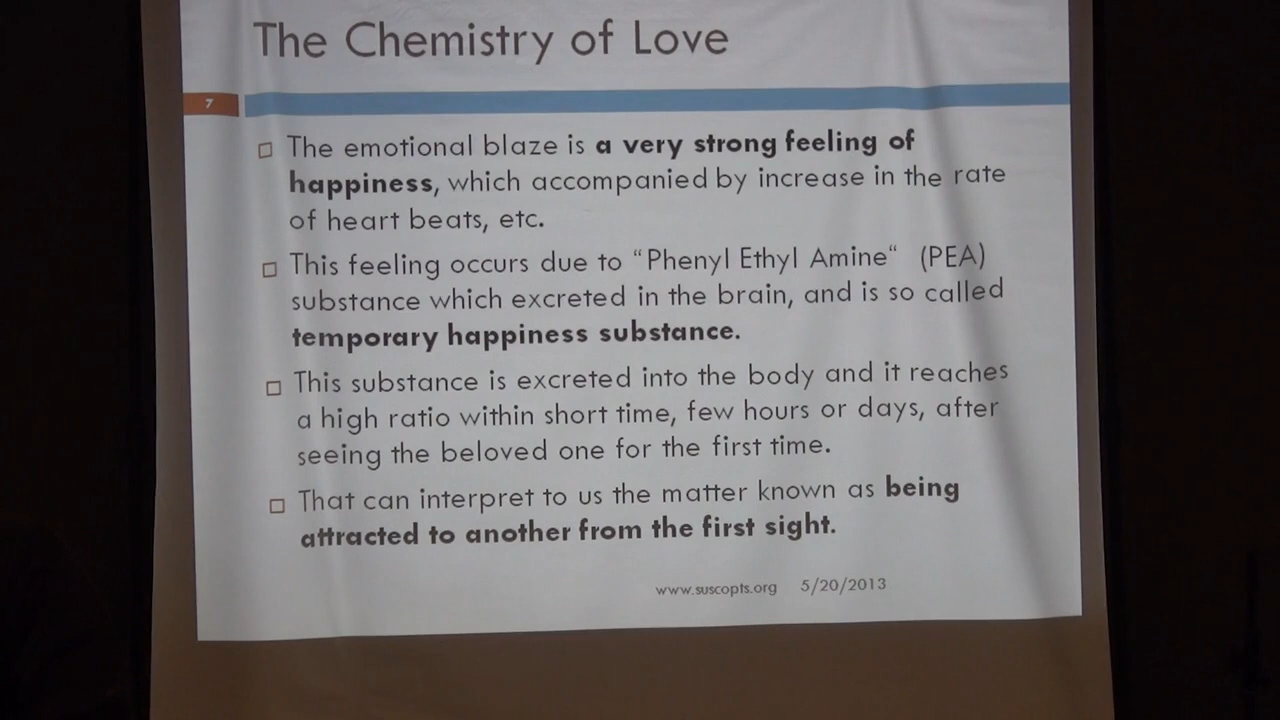 The Chemistry of Love
7
The emotional blaze is a very strong feeling of
happiness, which accompanied by increase in the rate
of heart beats, etc.
This feeling occurs due to “Phenyl Ethyl Amine“ (PEA)
substance which excreted in the brain, and is so called
temporary happiness substance.
This substance is excreted into the body and it reaches
a high ratio within short time, few hours or days, after
seeing the beloved one for the first time.
That can interpret to us the matter known as being
attracted to another from the first sight.
www.suscopts.org 5/20/2013